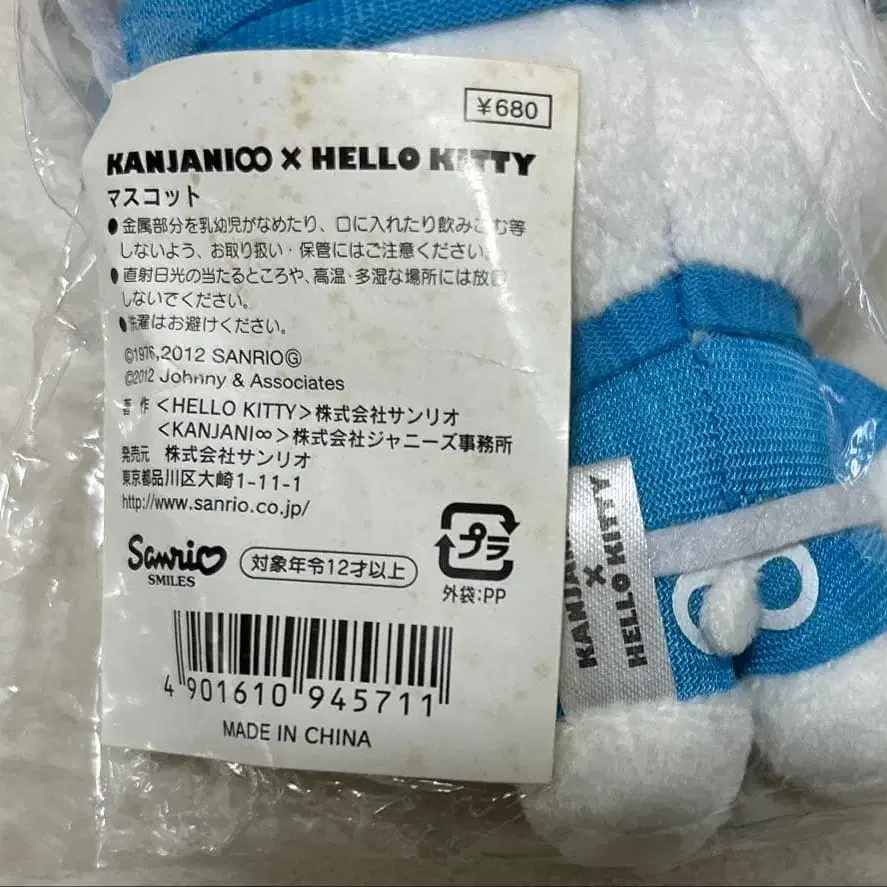 ¥680
KANJANI∞ × HELLO KITTY
マスコット
●金属部分を乳幼児がなめたり、口に入れたり飲みこむ等
しないよう、お取り扱い・保管にはご注意ください。
●直射日光の当たるところや、高温・多湿な場所には放置
しないでください。
●洗濯はお避けください。
©1976,2012 SANRIOⒼ
©2012 Johnny & Associates
著 作 <HELLO KITTY>株式会社サンリオ
<KANJANI∞>株式会社ジャニーズ事務所
発売元 株式会社サンリオ
東京都品川区大崎1-11-1
http://www.sanrio.co.jp/
Sanrio
SMILES
対象年令12才以上
プラ
外袋:PP
4 901610 945711
MADE IN CHINA
×
HELLO KITTY